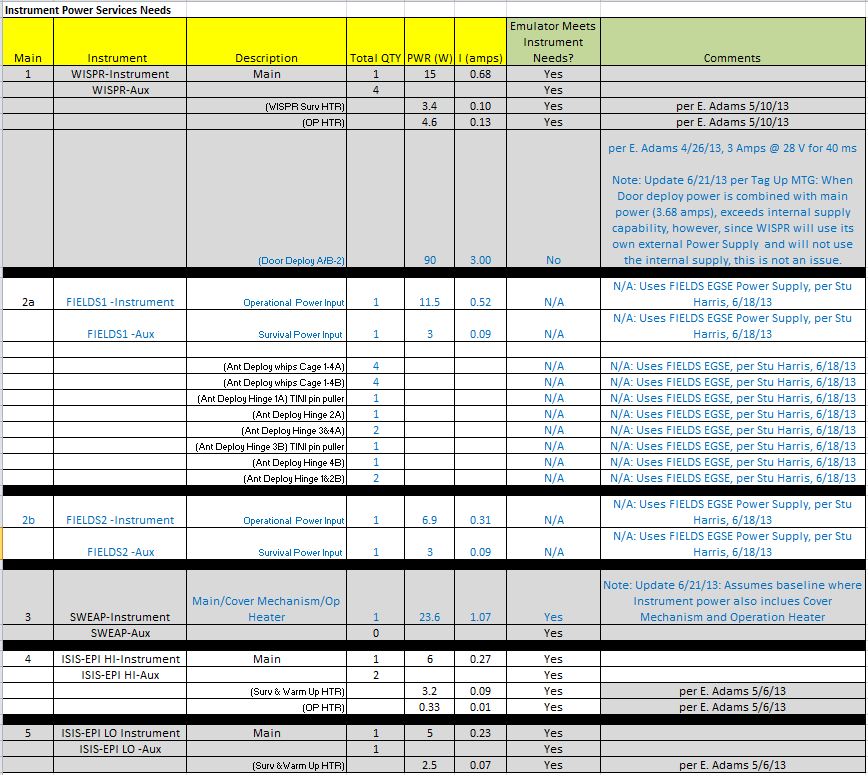 Instrument Power Services Needs
Main Instrument Description Total QTY PWR (W) I (amps) Emulator Meets Instrument Needs? Comments
1 WISPR-Instrument Main 1 15 0.68 Yes
WISPR-Aux 4 Yes
(WISPR Surv HTR) 3.4 0.10 Yes per E. Adams 5/10/13
(OP HTR) 4.6 0.13 Yes per E. Adams 5/10/13
per E. Adams 4/26/13, 3 Amps @ 28 V for 40 ms
Note: Update 6/21/13 per Tag Up MTG: When
Door deploy power is combined with main
power (3.68 amps), exceeds internal supply
capability, however, since WISPR will use its
own external Power Supply and will not use
(Door Deploy A/B-2) 90 3.00 No the internal supply, this is not an issue.
N/A: Uses FIELDS EGSE Power Supply, per Stu
2a FIELDS1 -Instrument Operational Power Input 1 11.5 0.52 N/A Harris, 6/18/13
N/A: Uses FIELDS EGSE Power Supply, per Stu
FIELDS1 -Aux Survival Power Input 1 3 0.09 N/A Harris, 6/18/13
(Ant Deploy whips Cage 1-4A) 4 N/A N/A: Uses FIELDS EGSE, per Stu Harris, 6/18/13
(Ant Deploy whips Cage 1-4B) 4 N/A N/A: Uses FIELDS EGSE, per Stu Harris, 6/18/13
(Ant Deploy Hinge 1A) TINI pin puller 1 N/A N/A: Uses FIELDS EGSE, per Stu Harris, 6/18/13
(Ant Deploy Hinge 2A) 1 N/A N/A: Uses FIELDS EGSE, per Stu Harris, 6/18/13
(Ant Deploy Hinge 3&4A) 2 N/A N/A: Uses FIELDS EGSE, per Stu Harris, 6/18/13
(Ant Deploy Hinge 3B) TINI pin puller 1 N/A N/A: Uses FIELDS EGSE, per Stu Harris, 6/18/13
(Ant Deploy Hinge 4B) 1 N/A N/A: Uses FIELDS EGSE, per Stu Harris, 6/18/13
(Ant Deploy Hinge 1&2B) 2 N/A N/A: Uses FIELDS EGSE, per Stu Harris, 6/18/13
N/A: Uses FIELDS EGSE Power Supply, per Stu
2b FIELDS2 -Instrument Operational Power Input 1 6.9 0.31 N/A Harris, 6/18/13
N/A: Uses FIELDS EGSE Power Supply, per Stu
FIELDS2 -Aux Survival Power Input 1 3 0.09 N/A Harris, 6/18/13
Note: Update 6/21/13: Assumes baseline where
Main/Cover Mechanism/Op Instrument power also inclues Cover
3 SWEAP-Instrument Heater 1 23.6 1.07 Yes Mechanism and Operation Heater
SWEAP-Aux 0 Yes
4 ISIS-EPI HI-Instrument Main 1 6 0.27 Yes
ISIS-EPI HI-Aux 2 Yes
(Surv & Warm Up HTR) 3.2 0.09 Yes per E. Adams 5/6/13
(OP HTR) 0.33 0.01 Yes per E. Adams 5/6/13
5 ISIS-EPI LO Instrument Main 1 5 0.23 Yes
ISIS-EPI LO -Aux 1 Yes
(Surv &Warm Up HTR) 2.5 0.07 Yes per E. Adams 5/6/13